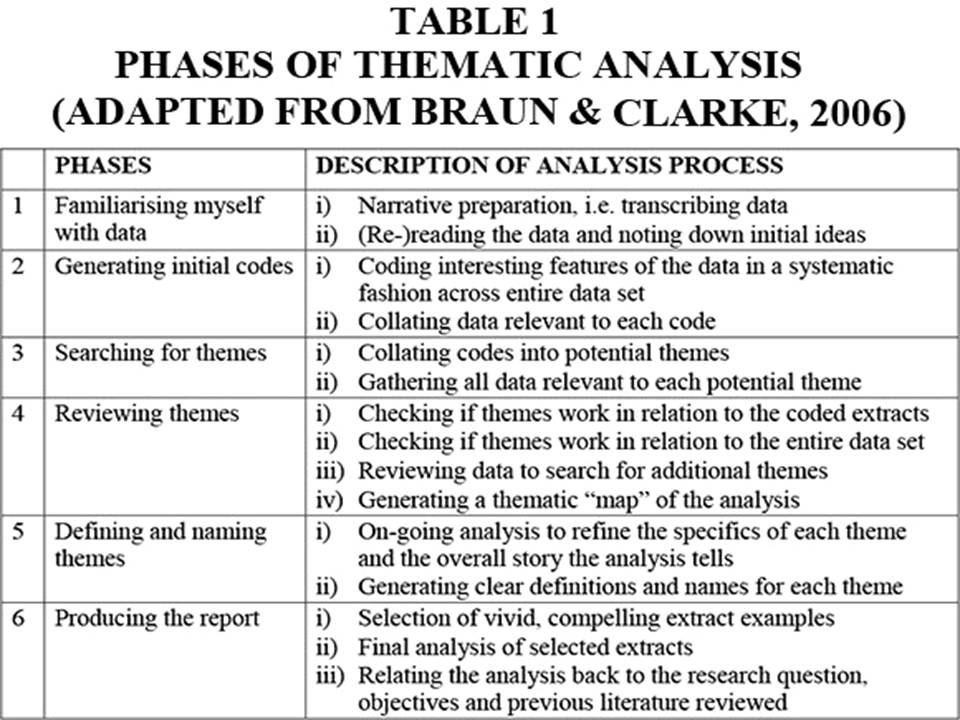 TABLE 1
PHASES OF THEMATIC ANALYSIS
(ADAPTED FROM BRAUN & CLARKE, 2006)
PHASES DESCRIPTION OF ANALYSIS PROCESS
1 Familiarising myself i) Narrative preparation, i.e. transcribing data
with data ii) (Re-)reading the data and noting down initial ideas
2 Generating initial codes i) Coding interesting features of the data in a systematic
fashion across entire data set
ii) Collating data relevant to each code
3 Searching for themes i) Collating codes into potential themes
ii) Gathering all data relevant to each potential theme
4 Reviewing themes i) Checking if themes work in relation to the coded extracts
ii) Checking if themes work in relation to the entire data set
iii) Reviewing data to search for additional themes
iv) Generating a thematic “map” of the analysis
5 Defining and naming i) On-going analysis to refine the specifics of each theme
themes and the overall story the analysis tells
ii) Generating clear definitions and names for each theme
6 Producing the report i) Selection of vivid, compelling extract examples
ii) Final analysis of selected extracts
iii) Relating the analysis back to the research question,
objectives and previous literature reviewed